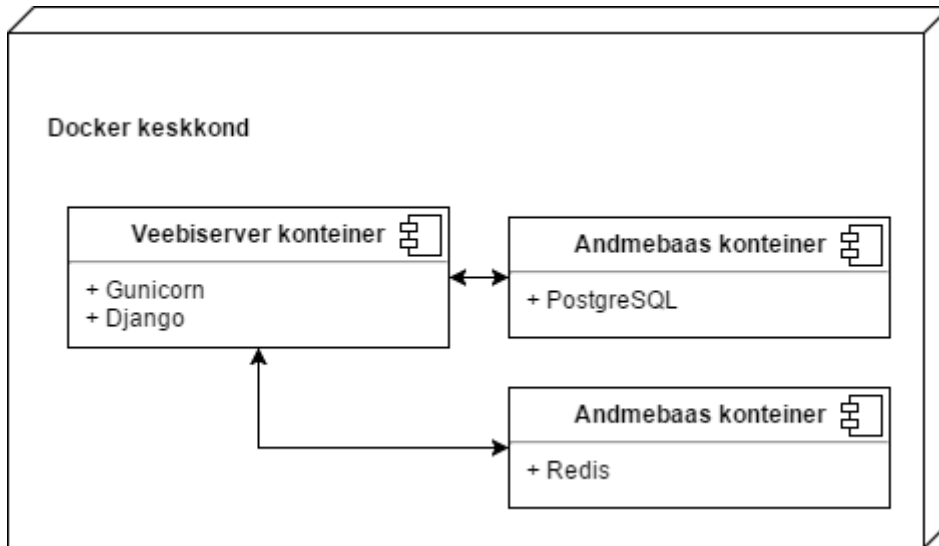 Docker keskkond
Veebiserver konteiner
+ Gunicorn
+ Django
Andmebaas konteiner
+ PostgreSQL
Andmebaas konteiner
+ Redis